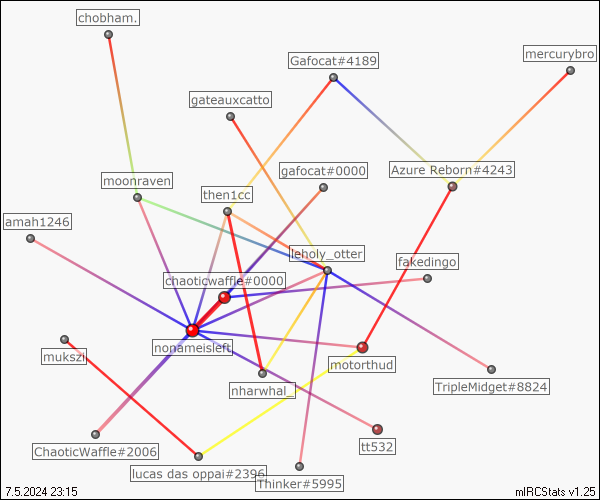 chobham.
mercurybro
Gafocat#4189
gateauxcatto
gafocat#0000
Azure Reborn#4243
moonraven
then1cc
amah1246
leholy_otter
fakedingo
chaoticwaffle#0000
nonameisleft
mukszi
motorthud
nharwhal_
TripleMidget#8824
ChaoticWaffle#2006
tt532
lucas das oppai#2396
Thinker#5995
7.5.2024 23:15
mIRCStats v1.25